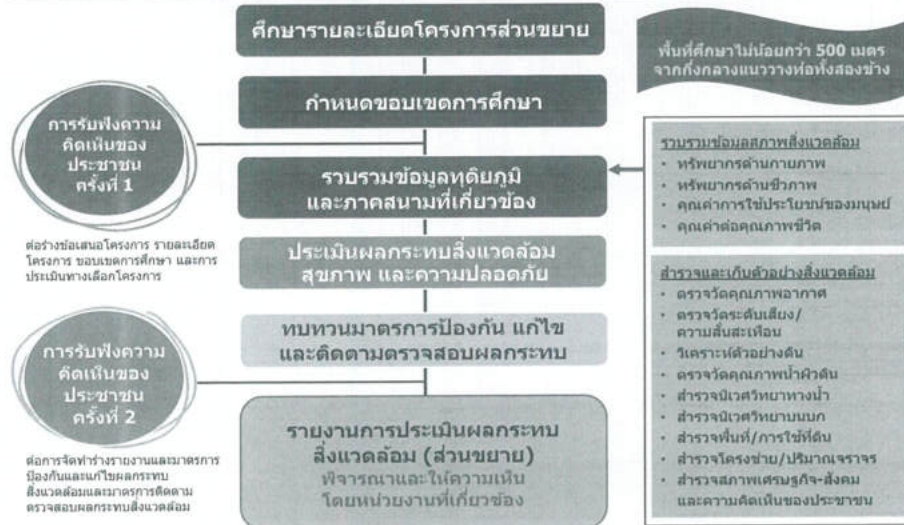 ศึกษารายละเอียดโครงการส่วนขยาย
กำหนดขอบเขตการศึกษา
รวบรวมข้อมูลทุติยภูมิ
และภาคสนามที่เกี่ยวข้อง
ประเมินผลกระทบสิ่งแวดล้อม
สุขภาพ และความปลอดภัย
ทบทวนมาตรการป้องกัน แก้ไข
และติดตามตรวจสอบผลกระทบ
รายงานการประเมินผลกระทบ
สิ่งแวดล้อม (ส่วนขยาย)
พิจารณาและให้ความเห็น
โดยหน่วยงานที่เกี่ยวข้อง
การรับฟังความ
คิดเห็นของ
ประชาชน
ครั้งที่ 1
ต่อร่างข้อเสนอโครงการ รายละเอียด
โครงการ ขอบเขตการศึกษา และการ
ประเมินทางเลือกโครงการ
การรับฟังความ
คิดเห็นของ
ประชาชน
ครั้งที่ 2
ต่อการจัดทำร่างรายงานและมาตรการ
ป้องกันและแก้ไขผลกระทบ
สิ่งแวดล้อมและมาตรการติดตาม
ตรวจสอบผลกระทบสิ่งแวดล้อม
พื้นที่ศึกษาไม่น้อยกว่า 500 เมตร
จากกึ่งกลางแนววางท่อทั้งสองข้าง
รวบรวมข้อมูลสภาพสิ่งแวดล้อม
• ทรัพยากรด้านกายภาพ
• ทรัพยากรด้านชีวภาพ
• คุณค่าการใช้ประโยชน์ของมนุษย์
• คุณค่าต่อคุณภาพชีวิต
สำรวจและเก็บตัวอย่างสิ่งแวดล้อม
• ตรวจวัดคุณภาพอากาศ
• ตรวจวัดระดับเสียง/
ความสั่นสะเทือน
• วิเคราะห์ตัวอย่างดิน
• ตรวจวัดคุณภาพน้ำผิวดิน
• สำรวจนิเวศวิทยาทางน้ำ
• สำรวจนิเวศวิทยาบนบก
• สำรวจพื้นที่/การใช้ที่ดิน
• สำรวจโครงข่าย/ปริมาณจราจร
• สำรวจสภาพเศรษฐกิจ-สังคม
และความคิดเห็นของประชาชน